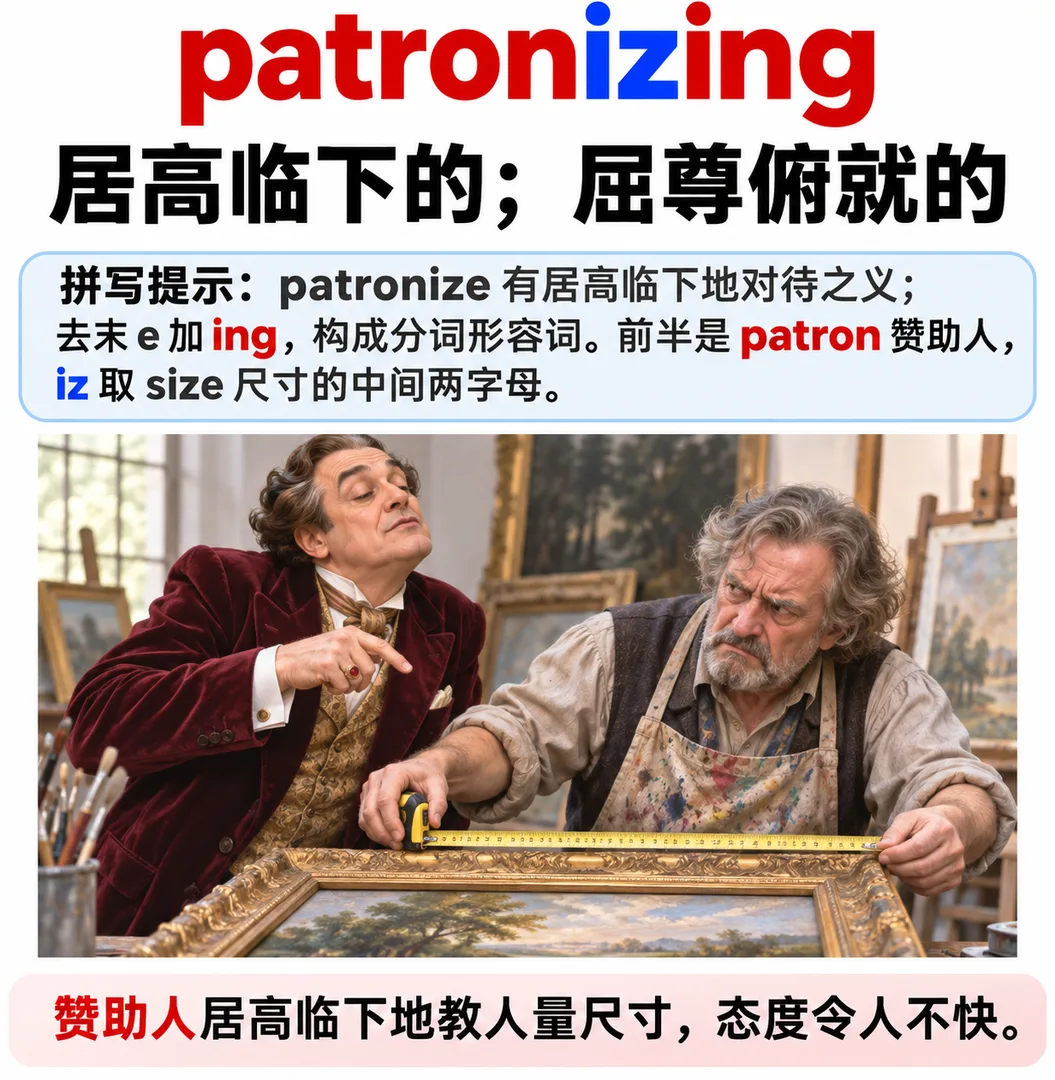 patronizing
居高临下的；屈尊俯就的
拼写提示：patronize 有居高临下地对待之义；
去末 e 加 ing，构成分词形容词。前半是 patron 赞助人，
iz 取 size 尺寸的中间两字母。
赞助人居高临下地教人量尺寸，态度令人不快。